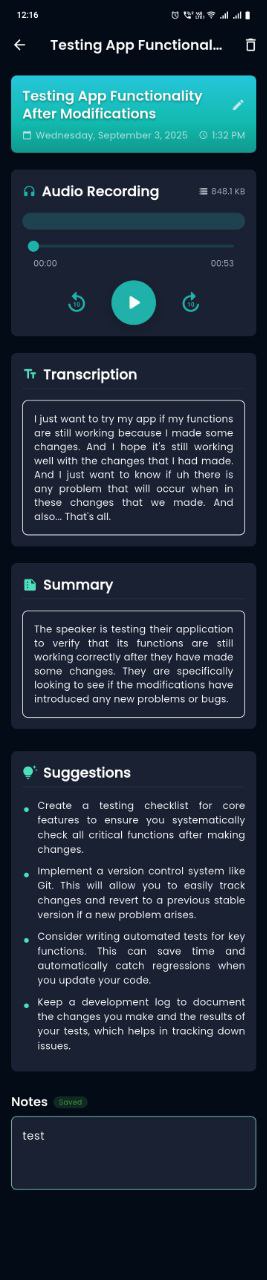 12:16
Testing App Functional...
Testing App Functionality
After Modifications
Wednesday, September 3, 2025 1:32 PM
Audio Recording 848.1 KB
00:00 00:53
10 10
Transcription
I just want to try my app if my functions
are still working because I made some
changes. And I hope it's still working
well with the changes that I had made.
And I just want to know if uh there is
any problem that will occur when in
these changes that we made. And
also... That's all.
Summary
The speaker is testing their application
to verify that its functions are still
working correctly after they have made
some changes. They are specifically
looking to see if the modifications have
introduced any new problems or bugs.
Suggestions
Create a testing checklist for core
features to ensure you systematically
check all critical functions after making
changes.
Implement a version control system like
Git. This will allow you to easily track
changes and revert to a previous stable
version if a new problem arises.
Consider writing automated tests for key
functions. This can save time and
automatically catch regressions when
you update your code.
Keep a development log to document
the changes you make and the results of
your tests, which helps in tracking down
issues.
Notes Saved
test